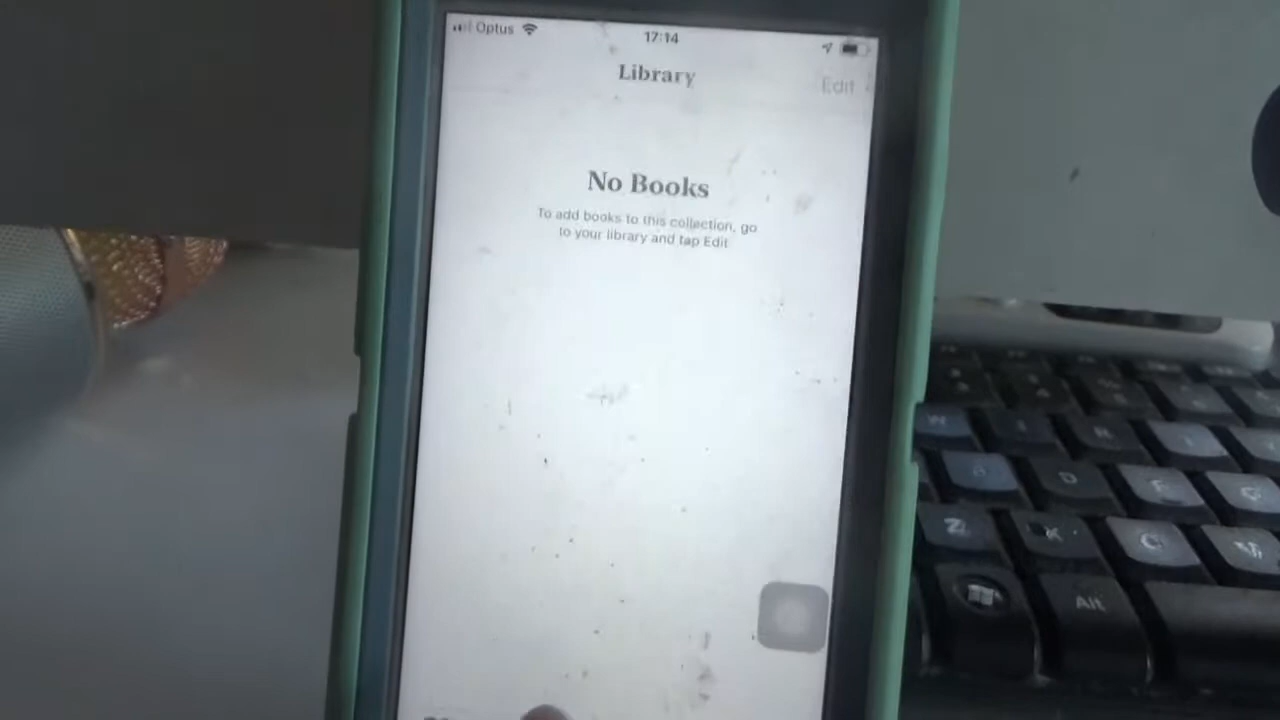 Optus
17:14
Library
Edit
No Books
To add books to this collection, go
to your library and tap Edit
W
D
Z
X
C
V
Alt